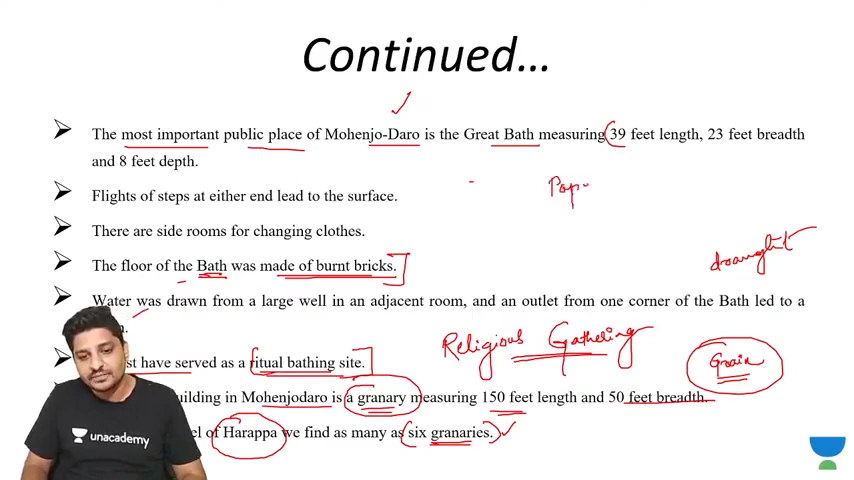 Continued...
The most important public place of Mohenjo-Daro is the Great Bath measuring 39 feet length, 23 feet breadth
and 8 feet depth.
Pop-
Flights of steps at either end lead to the surface.
There are side rooms for changing clothes.
draught
The floor of the Bath was made of burnt bricks.
Water was drawn from a large well in an adjacent room, and an outlet from one corner of the Bath led to a
Religious Gathering
have served as a ritual bathing site.
Grain
in Mohenjodaro is a granary measuring 150 feet length and 50 feet breadth.
of Harappa we find as many as six granaries.
unacademy